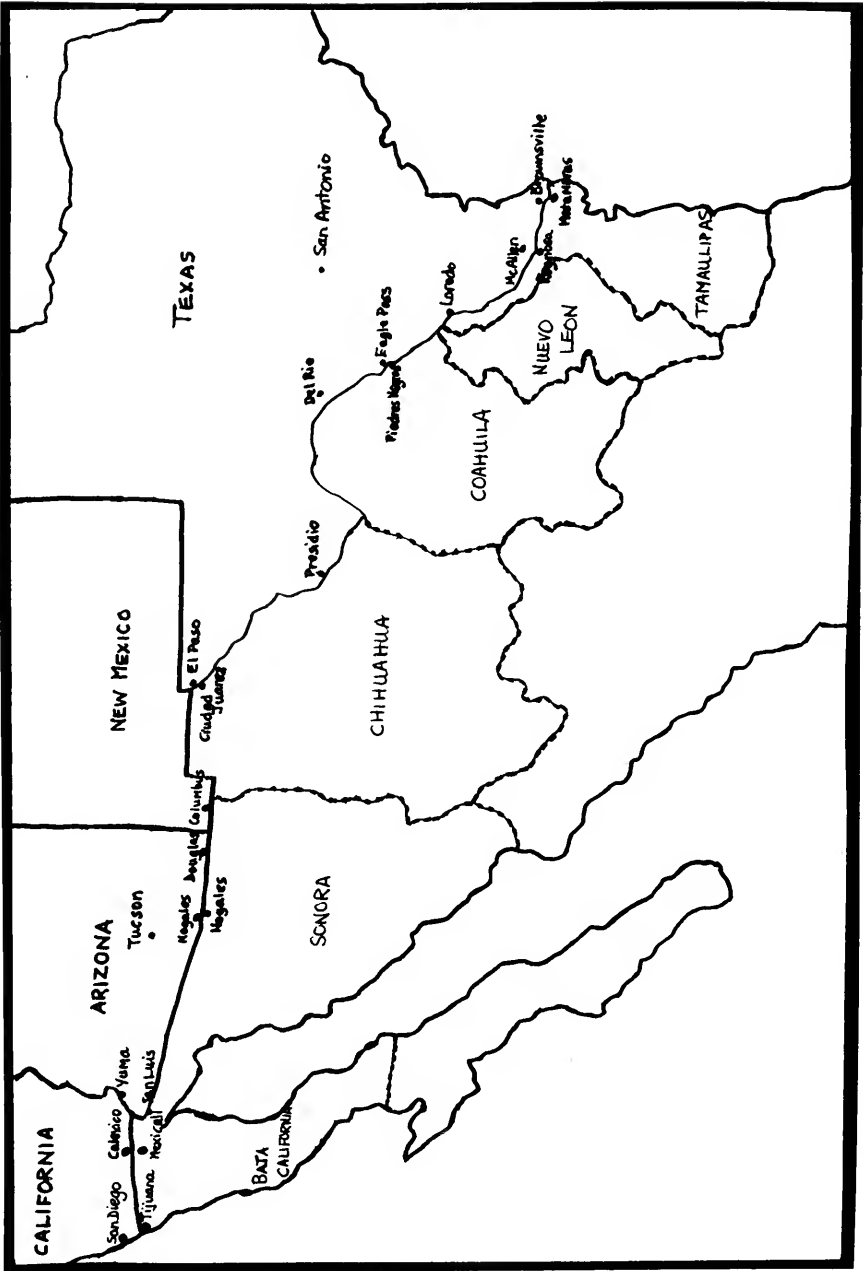 CALIFORNIA
ARIZONA
NEW MEXICO
TEXAS
San Diego
Tijuana
Calexico
Mexicali
Yuma
San Luis
Tucson
Nogales
Nogales
Douglas
Columbus
El Paso
Ciudad
Juarez
Presidio
Del Rio
San Antonio
Eagle Pass
Piedras Negras
Laredo
McAllen
Brownsville
Matamoros
BAJA
CALIFORNIA
SONORA
CHIHUAHUA
COAHUILA
NUEVO
LEON
TAMAULIPAS